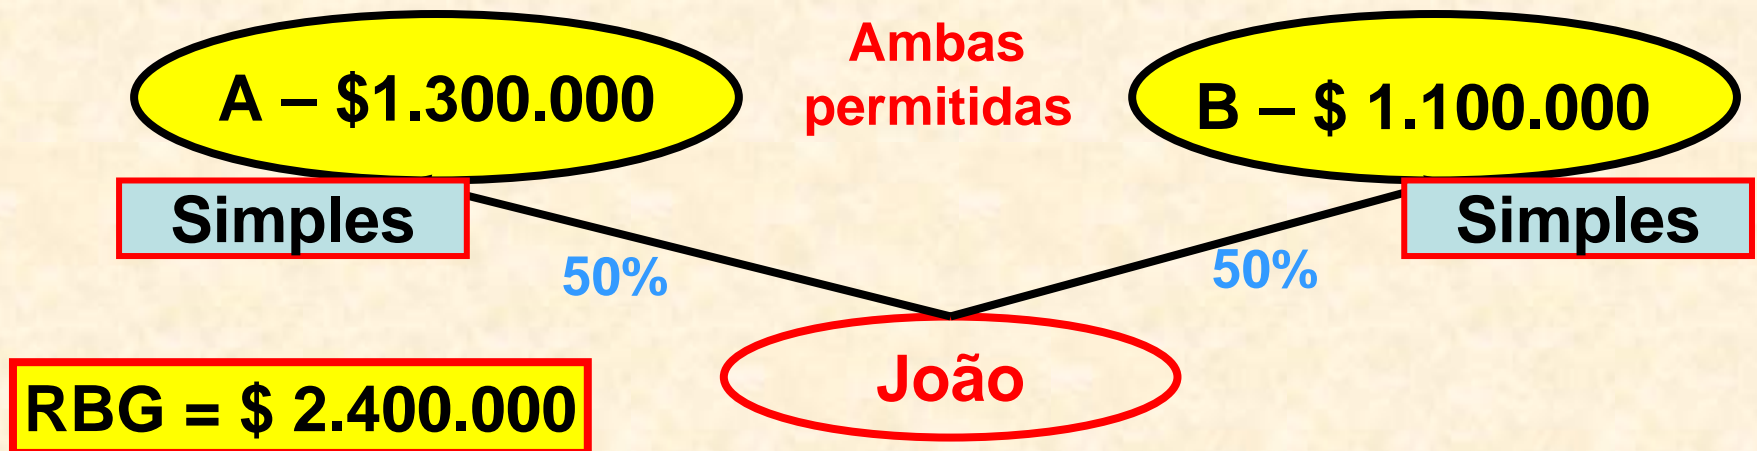 A – $1.300.000
Ambas
permitidas
B – $ 1.100.000
Simples
Simples
50%
50%
João
RBG = $ 2.400.000